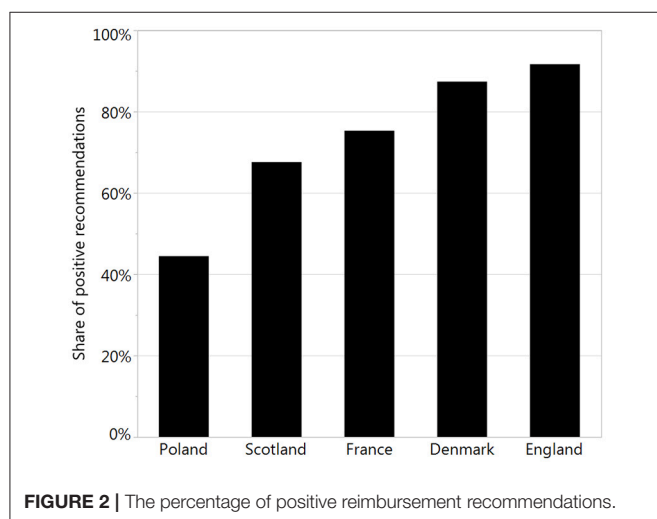 100%
80%
60%
40%
20%
0%
Share of positive recommendations
Poland Scotland France Denmark England
FIGURE 2 | The percentage of positive reimbursement recommendations.